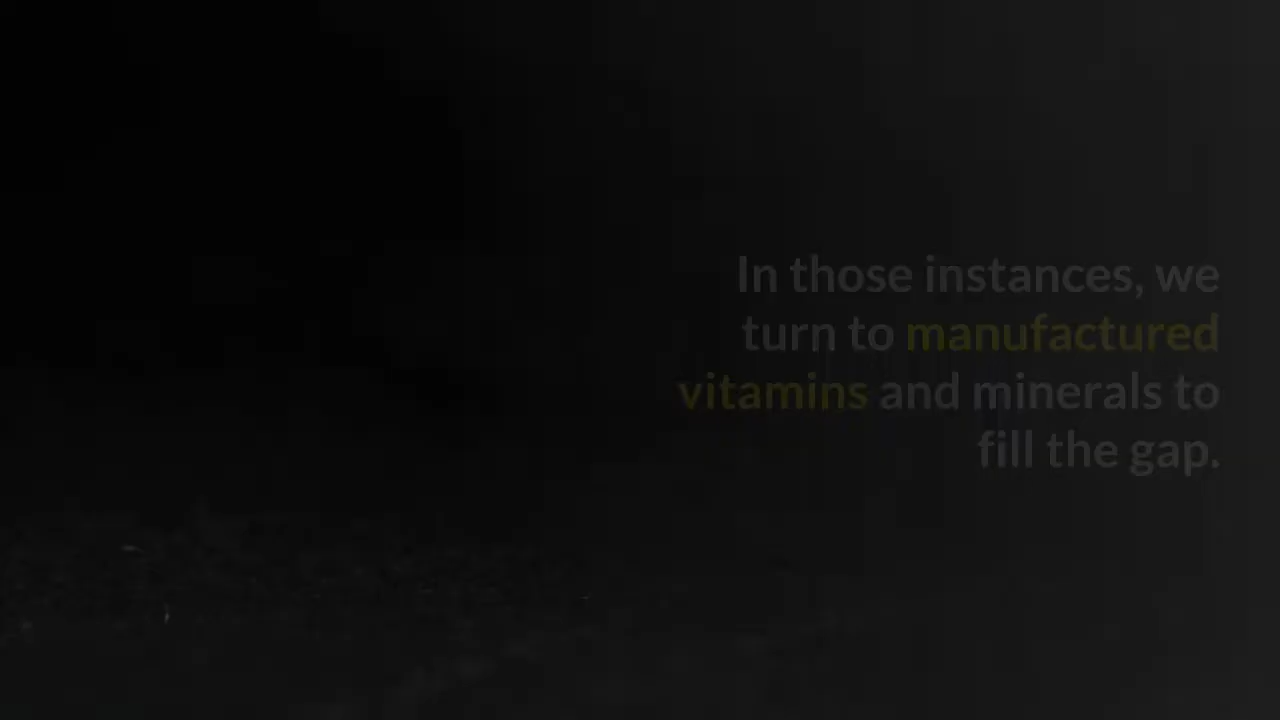 In those instances, we
turn to manufactured
vitamins and minerals to
fill the gap.